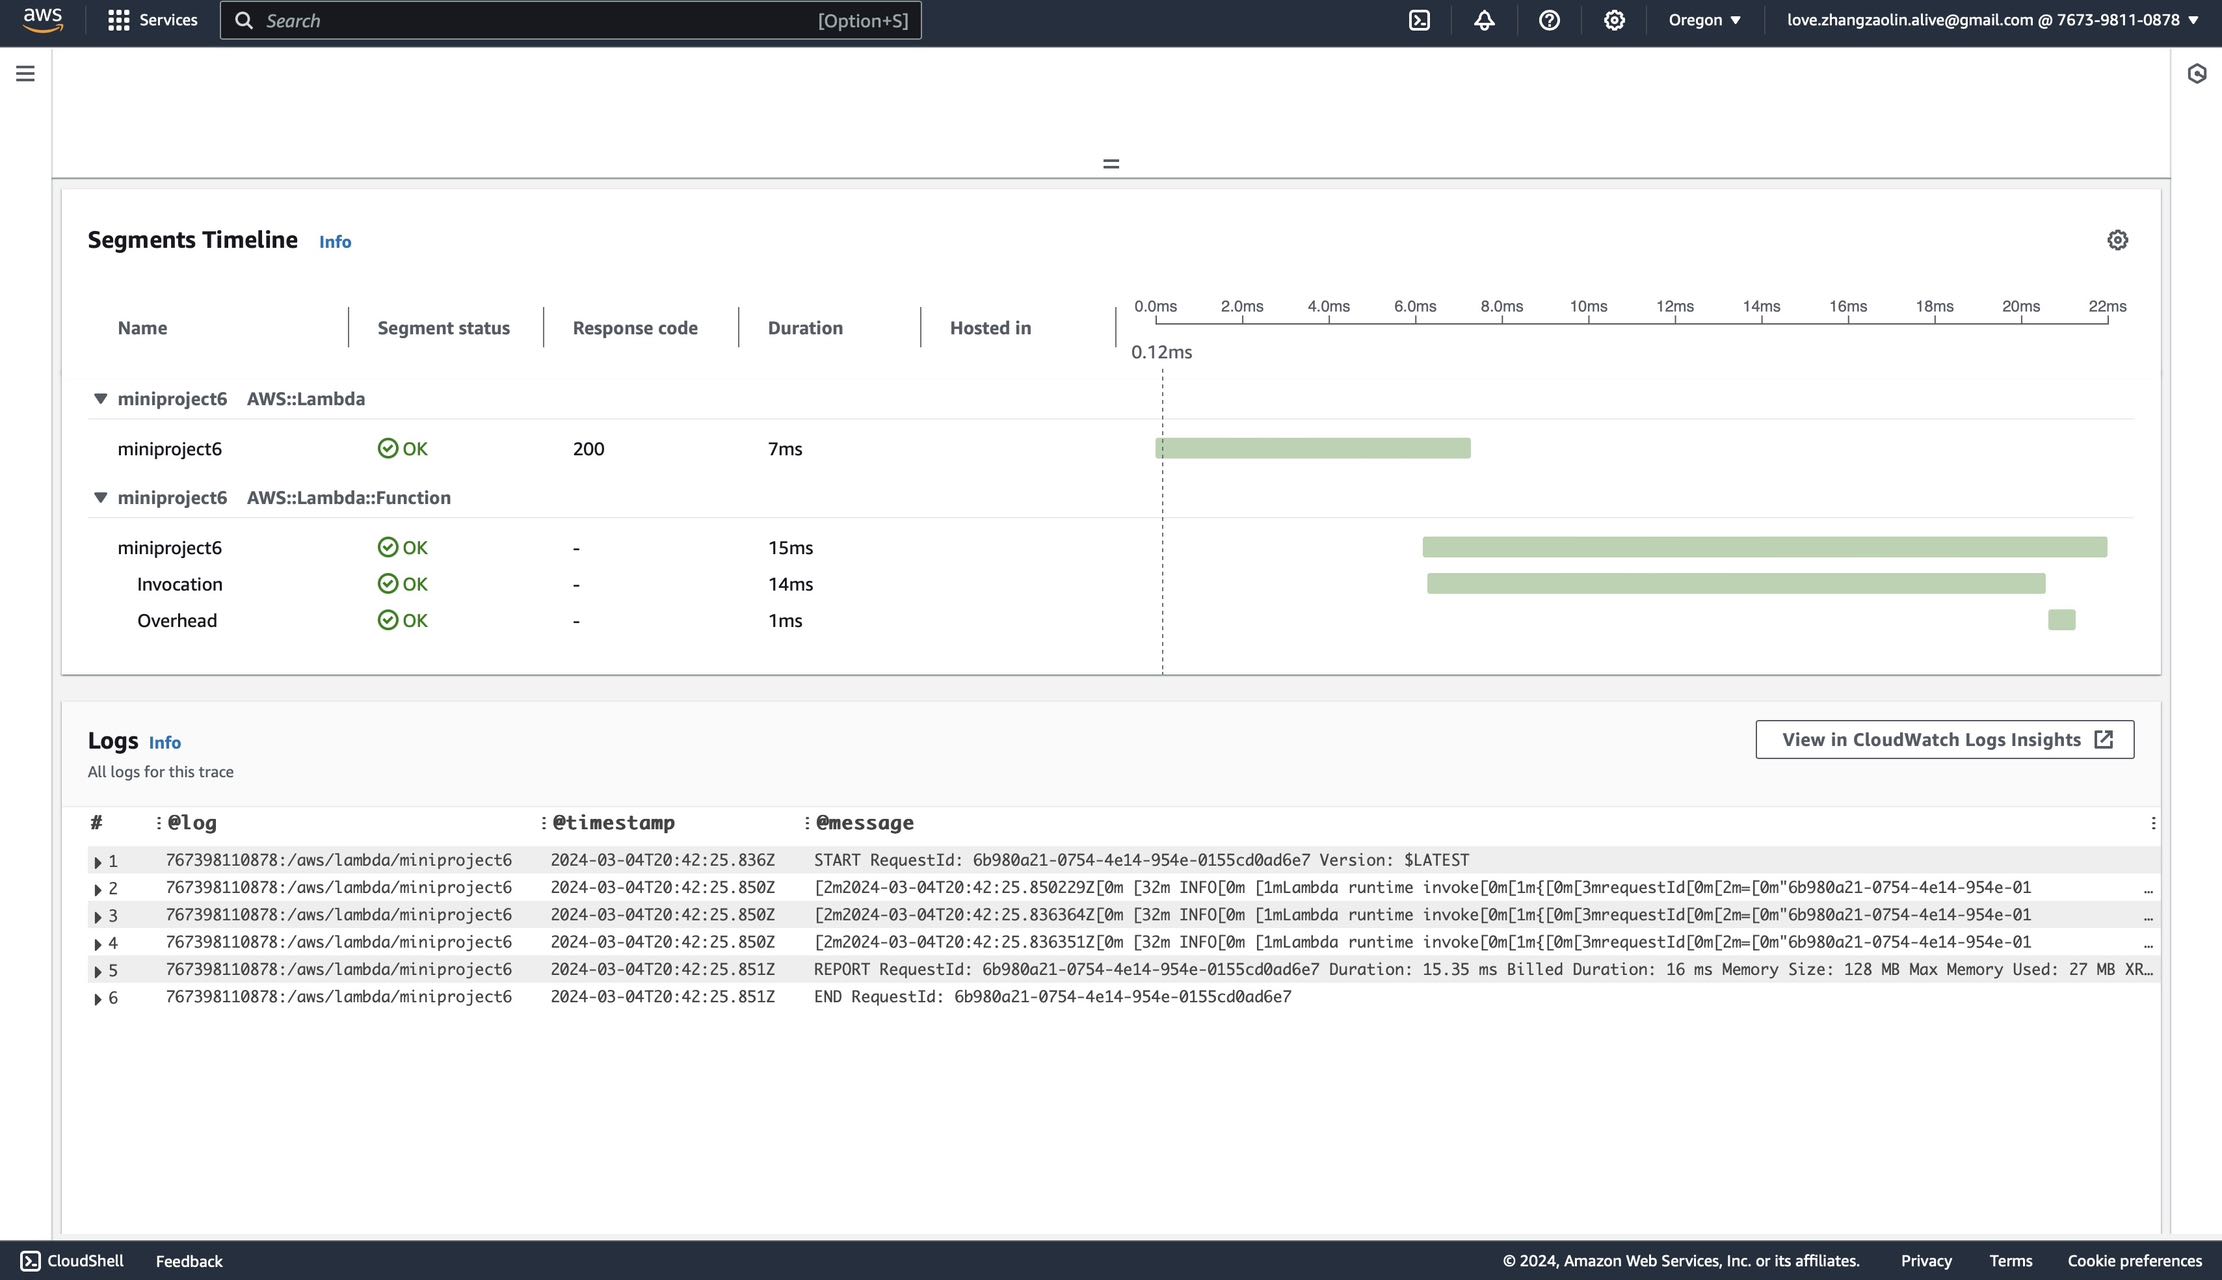 aws Services Search [Option+S] Oregon love.zhangzaolin.alive@gmail.com @ 7673-9811-0878
Segments Timeline Info
0.0ms 2.0ms 4.0ms 6.0ms 8.0ms 10ms 12ms 14ms 16ms 18ms 20ms 22ms
Name Segment status Response code Duration Hosted in
0.12ms
miniproject6 AWS::Lambda
miniproject6 OK 200 7ms
miniproject6 AWS::Lambda::Function
miniproject6 OK - 15ms
Invocation OK - 14ms
Overhead OK - 1ms
Logs Info
View in CloudWatch Logs Insights
All logs for this trace
# @log @timestamp @message
1 767398110878:/aws/lambda/miniproject6 2024-03-04T20:42:25.836Z START RequestId: 6b980a21-0754-4e14-954e-0155cd0ad6e7 Version: $LATEST
2 767398110878:/aws/lambda/miniproject6 2024-03-04T20:42:25.850Z [2m2024-03-04T20:42:25.850229Z[0m [32m INFO[0m [1mLambda runtime invoke[0m[1m{[0m[3mrequestId[0m[2m=[0m"6b980a21-0754-4e14-954e-01 ...
3 767398110878:/aws/lambda/miniproject6 2024-03-04T20:42:25.850Z [2m2024-03-04T20:42:25.836364Z[0m [32m INFO[0m [1mLambda runtime invoke[0m[1m{[0m[3mrequestId[0m[2m=[0m"6b980a21-0754-4e14-954e-01 ...
4 767398110878:/aws/lambda/miniproject6 2024-03-04T20:42:25.850Z [2m2024-03-04T20:42:25.836351Z[0m [32m INFO[0m [1mLambda runtime invoke[0m[1m{[0m[3mrequestId[0m[2m=[0m"6b980a21-0754-4e14-954e-01 ...
5 767398110878:/aws/lambda/miniproject6 2024-03-04T20:42:25.851Z REPORT RequestId: 6b980a21-0754-4e14-954e-0155cd0ad6e7 Duration: 15.35 ms Billed Duration: 16 ms Memory Size: 128 MB Max Memory Used: 27 MB XR...
6 767398110878:/aws/lambda/miniproject6 2024-03-04T20:42:25.851Z END RequestId: 6b980a21-0754-4e14-954e-0155cd0ad6e7
CloudShell Feedback © 2024, Amazon Web Services, Inc. or its affiliates. Privacy Terms Cookie preferences